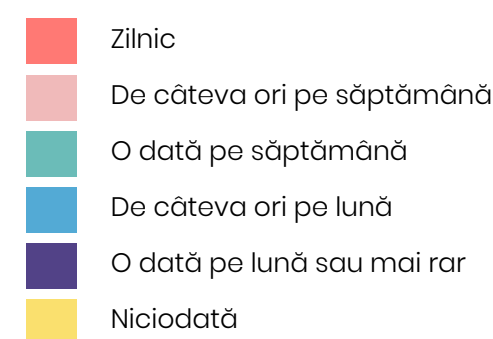 Zilnic
De câteva ori pe săptămână
O dată pe săptămână
De câteva ori pe lună
O dată pe lună sau mai rar
Niciodată